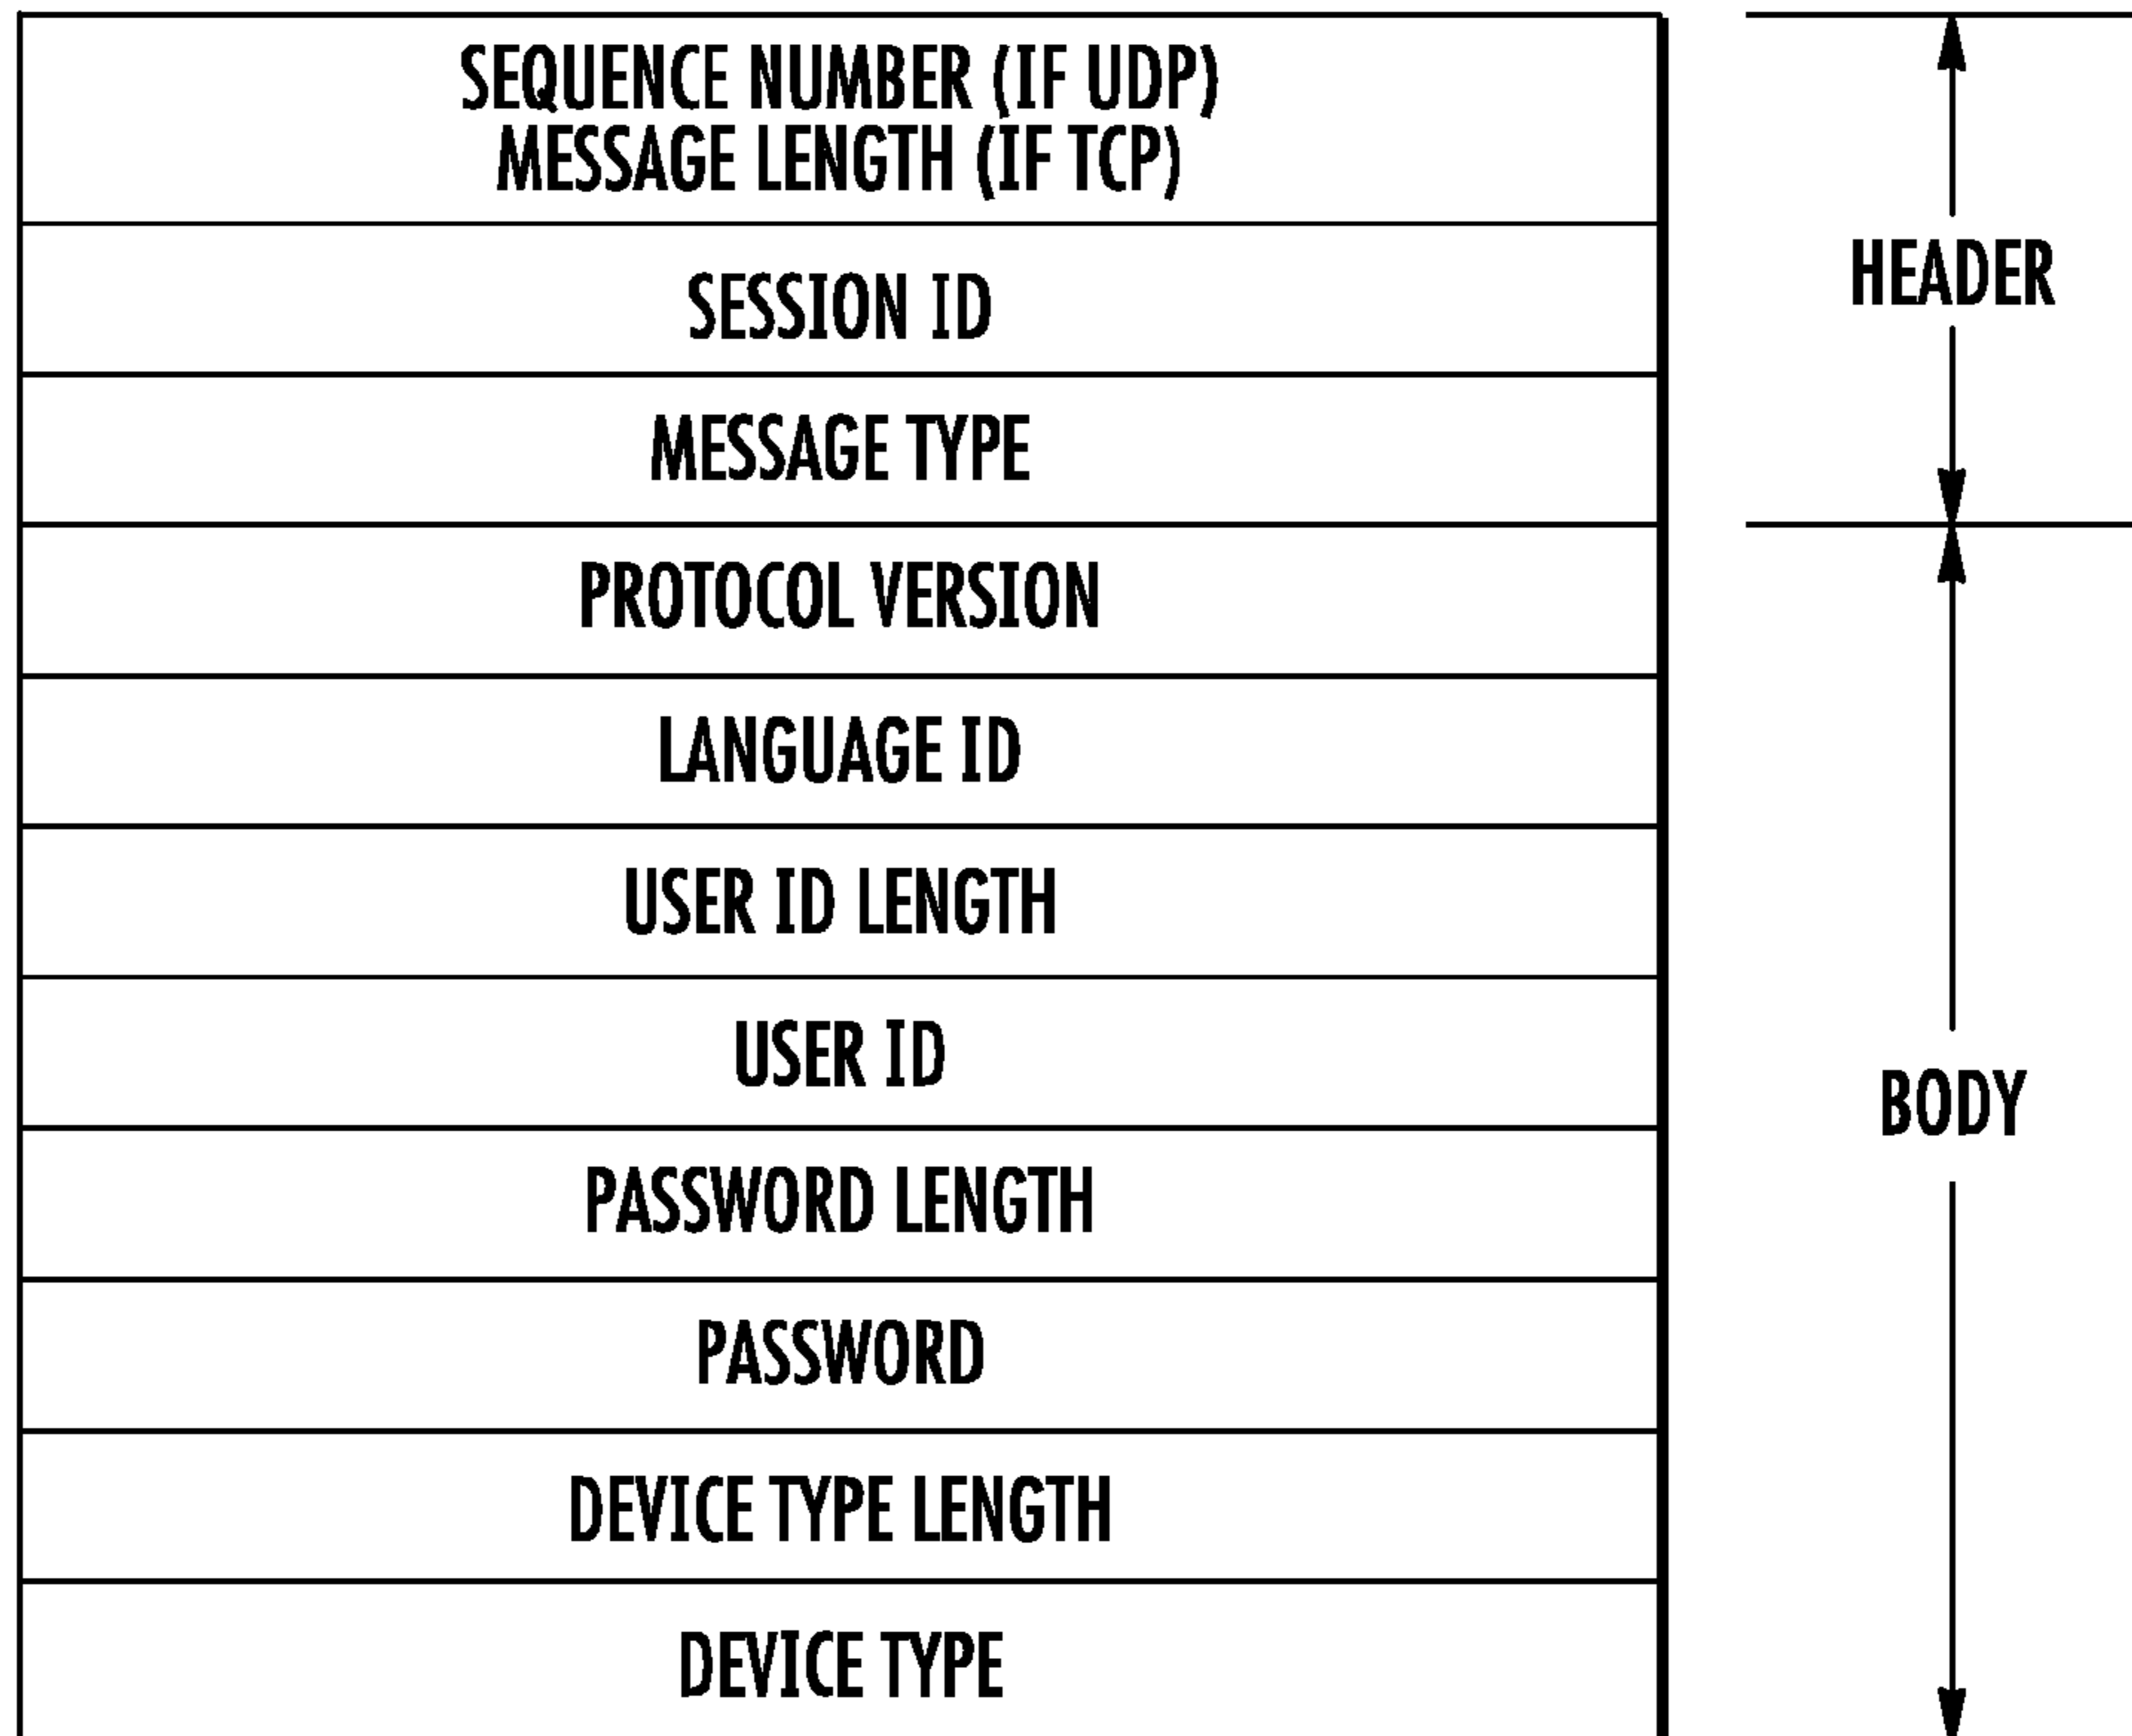 SEQUENCE NUMBER (IF UDP)
MESSAGE LENGTH (IF TCP)
SESSION ID
HEADER
MESSAGE TYPE
PROTOCOL VERSION
LANGUAGE ID
USER ID LENGTH
USER ID
BODY
PASSWORD LENGTH
PASSWORD
DEVICE TYPE LENGTH
DEVICE TYPE